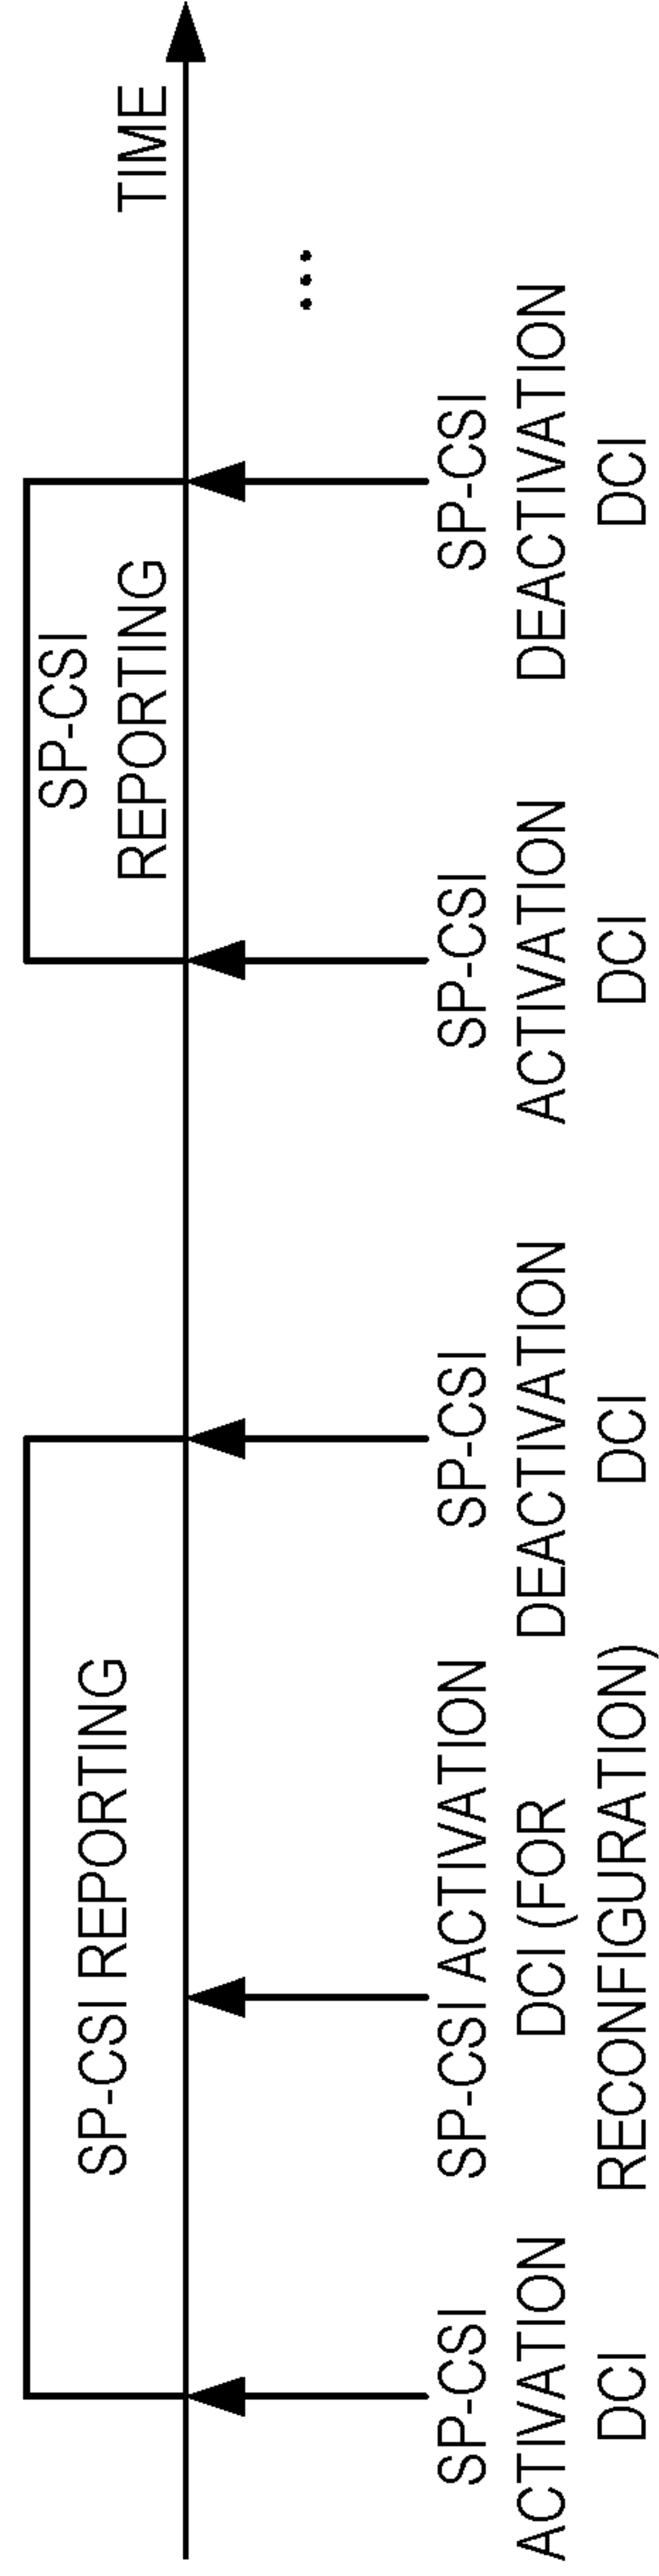 SP-CSI REPORTING
SP-CSI
REPORTING
TIME
SP-CSI
ACTIVATION
DCI
SP-CSI ACTIVATION
DCI (FOR
RECONFIGURATION)
SP-CSI
DEACTIVATION
DCI
SP-CSI
ACTIVATION
DCI
SP-CSI
DEACTIVATION
DCI
...